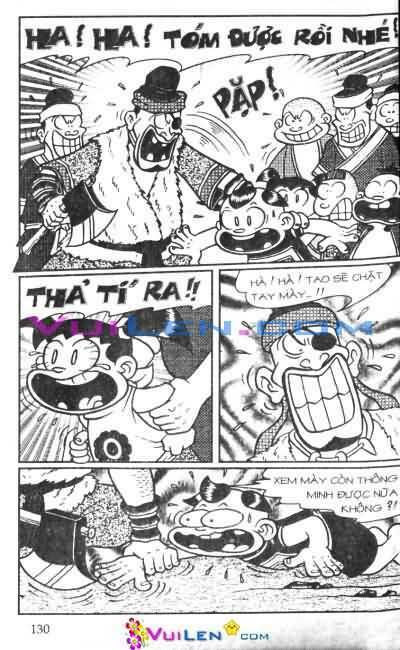 HA! HA! TÓM ĐƯỢC RỒI NHÉ!
PẶP!
THẢ TÍ RA!!
HÀ! HÀ! TAO SẼ CHẶT
TAY MÀY..!!
VUILEN.COM
XEM MÀY CÒN THÔNG
MINH ĐƯỢC NỮA
KHÔNG?!
130
VUILEN.COM